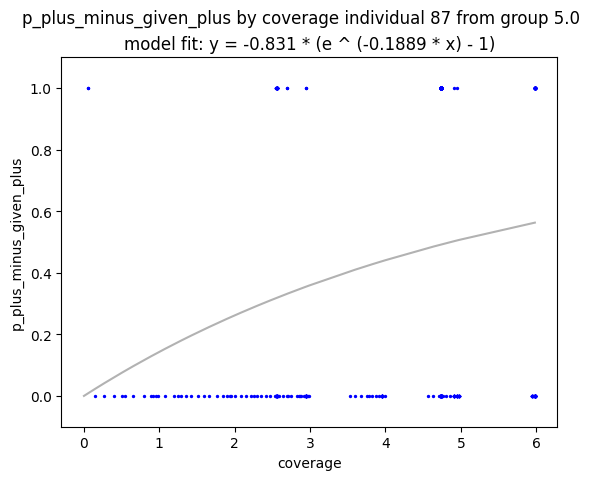 p_plus_minus_given_plus by coverage individual 87 from group 5.0
model fit: y = -0.831 * (e ^ (-0.1889 * x) - 1)
p_plus_minus_given_plus
1.0
0.8
0.6
0.4
0.2
0.0
0 1 2 3 4 5 6
coverage